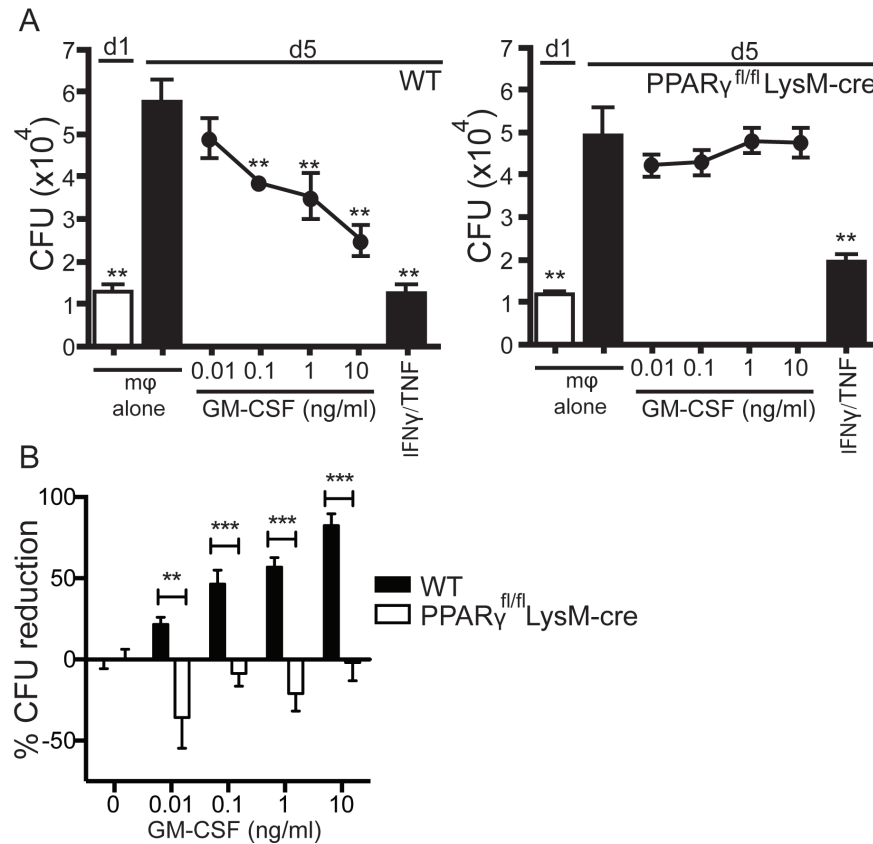 A
d1 d5
WT
CFU (x10⁴)
7
6
5
4
3
2
1
0
**
**
**
**
**
0.01 0.1 1 10
mφ
alone
GM-CSF (ng/ml)
IFNγ/TNF
d1 d5
PPARγ fl/fl LysM-cre
CFU (x10⁴)
7
6
5
4
3
2
1
0
**
**
0.01 0.1 1 10
mφ
alone
GM-CSF (ng/ml)
IFNγ/TNF
B
% CFU reduction
100
50
0
-50
**
***
***
***
WT
PPARγ fl/fl LysM-cre
0 0.01 0.1 1 10
GM-CSF (ng/ml)